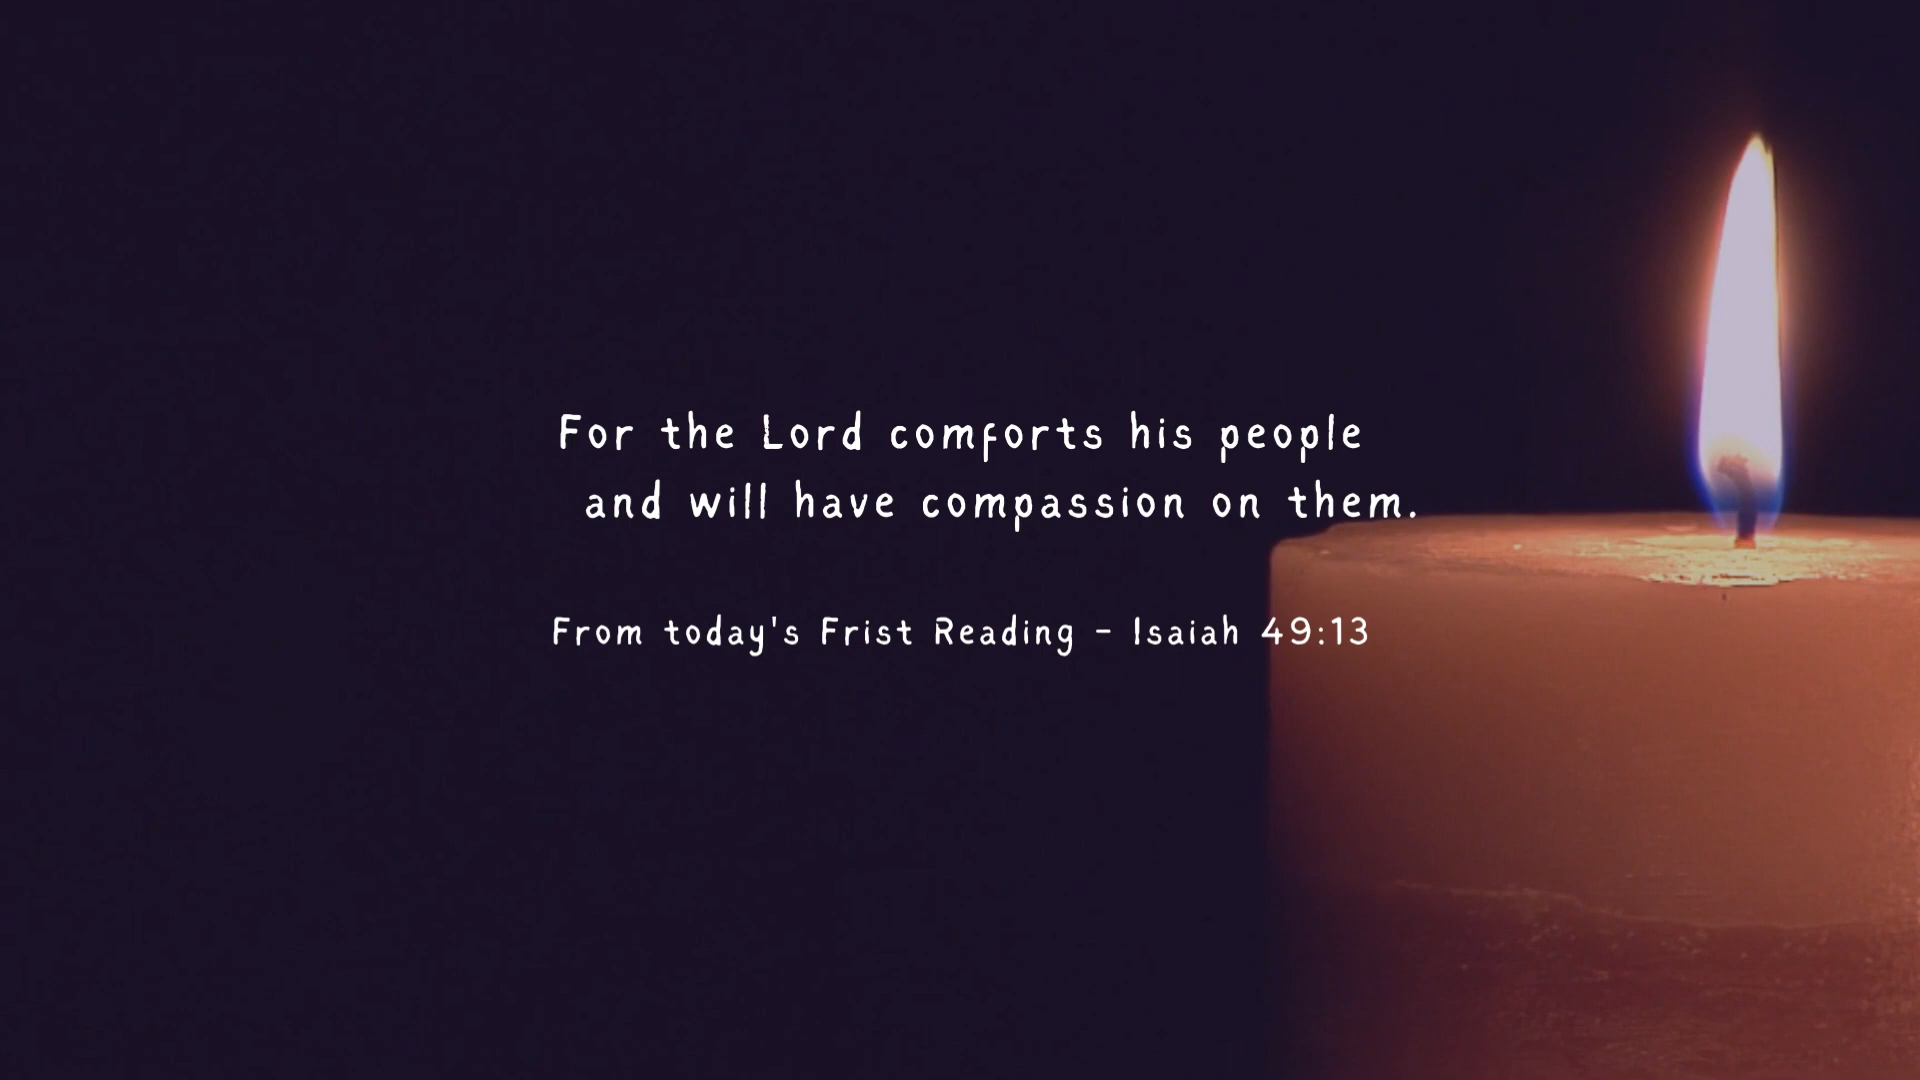 For the Lord comforts his people
and will have compassion on them.
From today's Frist Reading - Isaiah 49:13